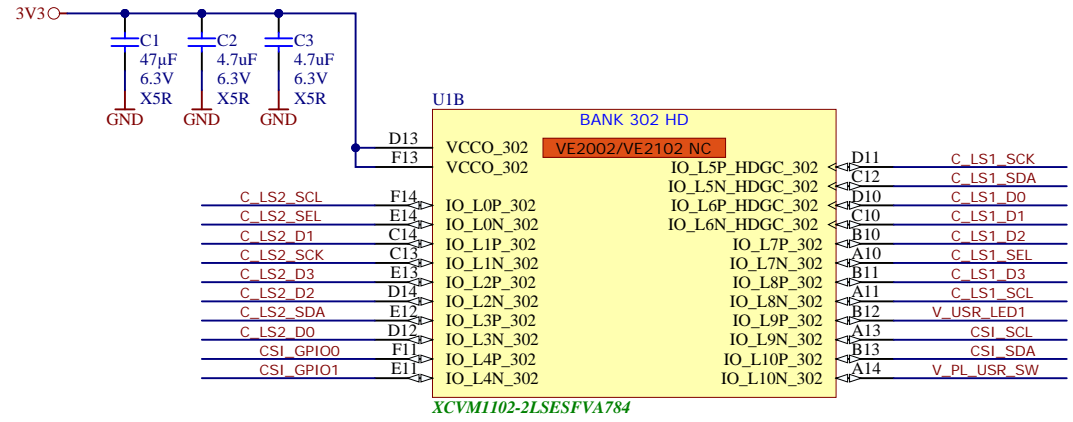 3V3
C1
47µF
6.3V
X5R
GND
C2
4.7uF
6.3V
X5R
GND
C3
4.7uF
6.3V
X5R
GND
U1B
BANK 302 HD
VE2002/VE2102 NC
D13 VCCO_302
F13 VCCO_302
C_LS2_SCL F14 IO_L0P_302
C_LS2_SEL E14 IO_L0N_302
C_LS2_D1 C14 IO_L1P_302
C_LS2_SCK C13 IO_L1N_302
C_LS2_D3 E13 IO_L2P_302
C_LS2_D2 D14 IO_L2N_302
C_LS2_SDA E12 IO_L3P_302
C_LS2_D0 D12 IO_L3N_302
CSI_GPIO0 F11 IO_L4P_302
CSI_GPIO1 E11 IO_L4N_302
IO_L5P_HDGC_302 D11 C_LS1_SCK
IO_L5N_HDGC_302 C12 C_LS1_SDA
IO_L6P_HDGC_302 D10 C_LS1_D0
IO_L6N_HDGC_302 C10 C_LS1_D1
IO_L7P_302 B10 C_LS1_D2
IO_L7N_302 A10 C_LS1_SEL
IO_L8P_302 B11 C_LS1_D3
IO_L8N_302 A11 C_LS1_SCL
IO_L9P_302 B12 V_USR_LED1
IO_L9N_302 A13 CSI_SCL
IO_L10P_302 B13 CSI_SDA
IO_L10N_302 A14 V_PL_USR_SW
XCVM1102-2LSESFVA784